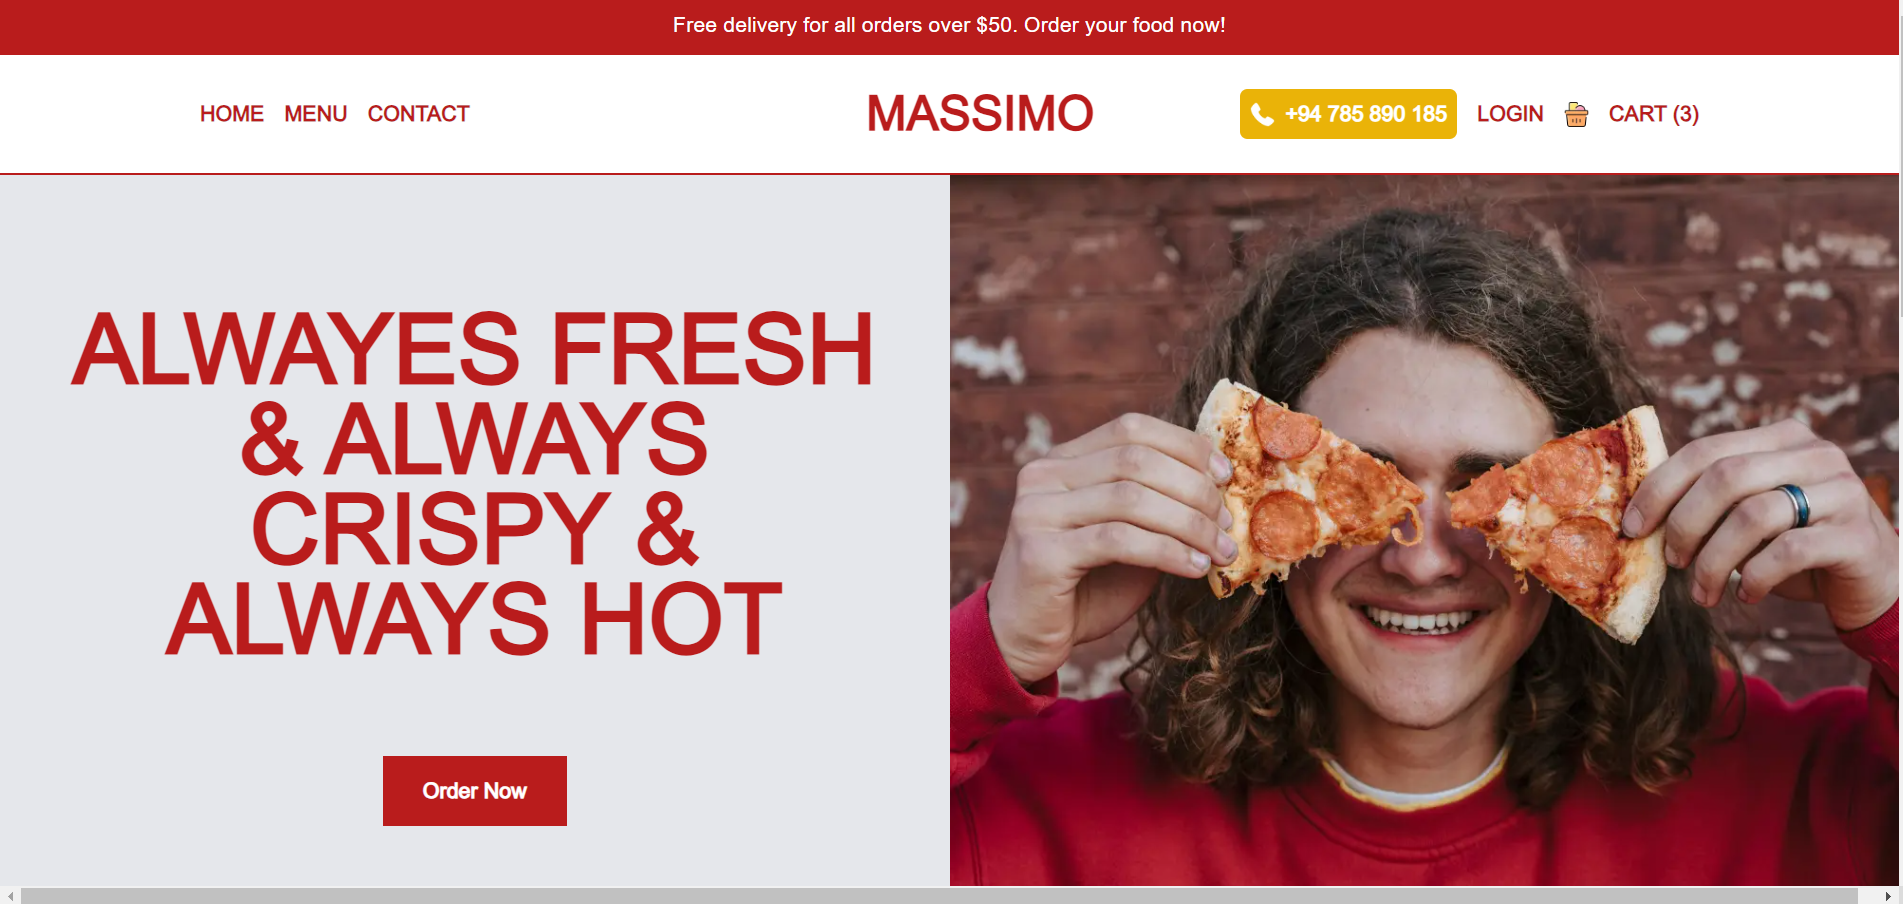 Free delivery for all orders over $50. Order your food now!
HOME MENU CONTACT
MASSIMO
+94 785 890 185
LOGIN
CART (3)
ALWAYES FRESH
& ALWAYS
CRISPY &
ALWAYS HOT
Order Now